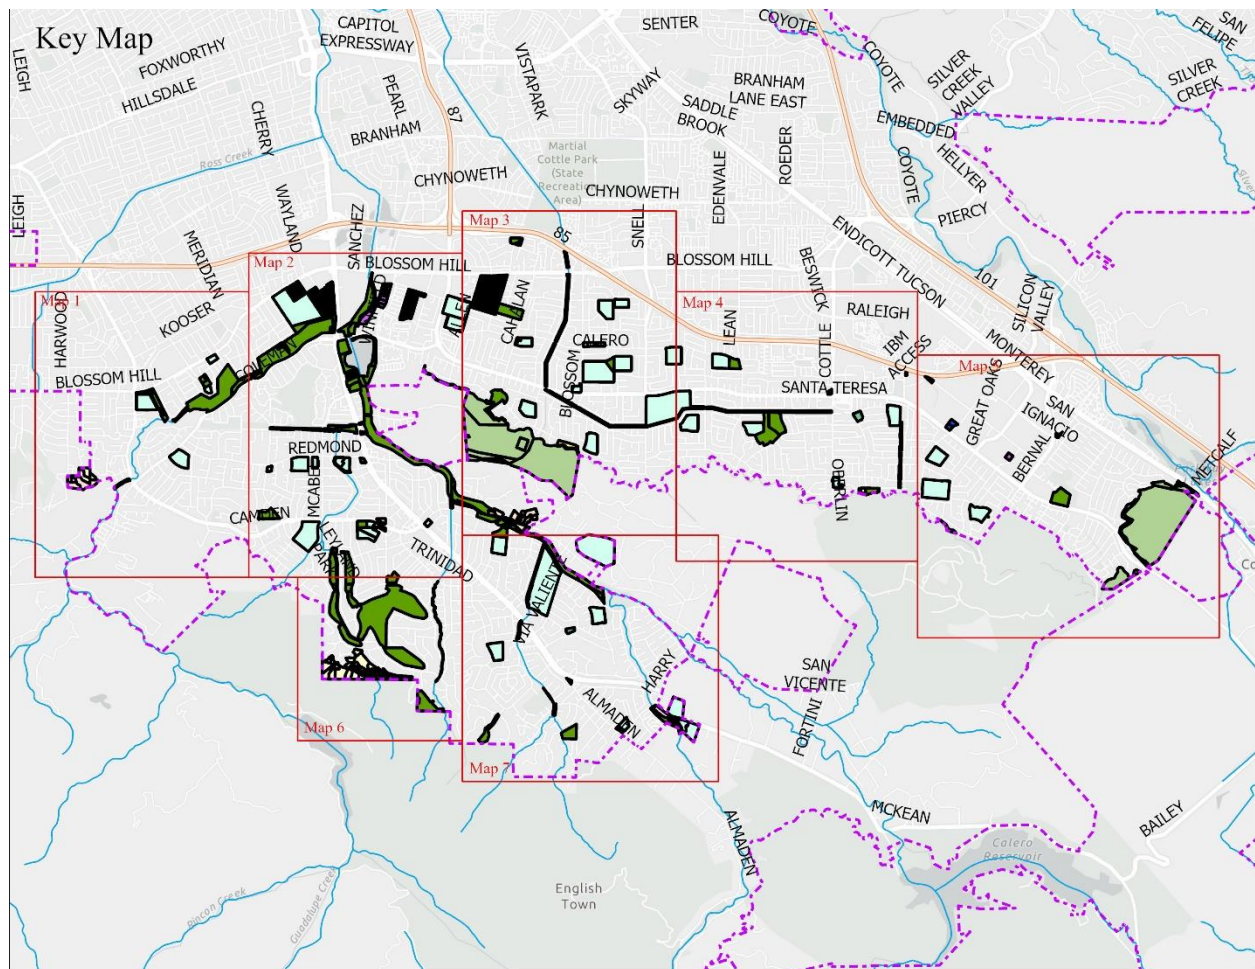 Key Map
LEIGH
FOXWORTHY
HILLSDALE
CAPITOL
EXPRESSWAY
PEARL
CHERRY
BRANHAM
87
VISTAPARK
SENTER
SKYWAY
COYOTE
COYOTE
BRANHAM
LANE EAST
SADDLE
BROOK
SILVER
CREEK
VALLEY
SAN
FELIPE
SILVER
CREEK
EMBEDDED
HELLYER
COYOTE
PIERCY
ROEDER
EDENVALE
Ross Creek
Martial
Cottle Park
(State
Recreation
Area)
CHYNOWETH
CHYNOWETH
SNELL
WAYLAND
SANCHEZ
LEIGH
MERIDIAN
KOOSER
HARWOOD
BLOSSOM HILL
Map 1
Map 2
BLOSSOM HILL
Map 3
85
BLOSSOM HILL
Map 4
ENDICOTT TUCSON
101
SILICON
VALLEY
BESWICK
RALEIGH
IBM
ACCESS
MONTEREY
COLEMAN
CAHALAN
CALERO
BLOSSOM
LEAN
COTTLE
SANTA TERESA
GREAT OAKS
SAN
IGNACIO
BERNAL
METCALF
REDMOND
CAMDEN
TRINIDAD
OBERLIN
VIA VALIENTE
HARRY
ALMADEN
SAN
VICENTE
FORTINI
Map 6
Map 7
MCKEAN
BAILEY
ALMADEN
Calero
Reservoir
English
Town
Rincon Creek
Guadalupe Creek